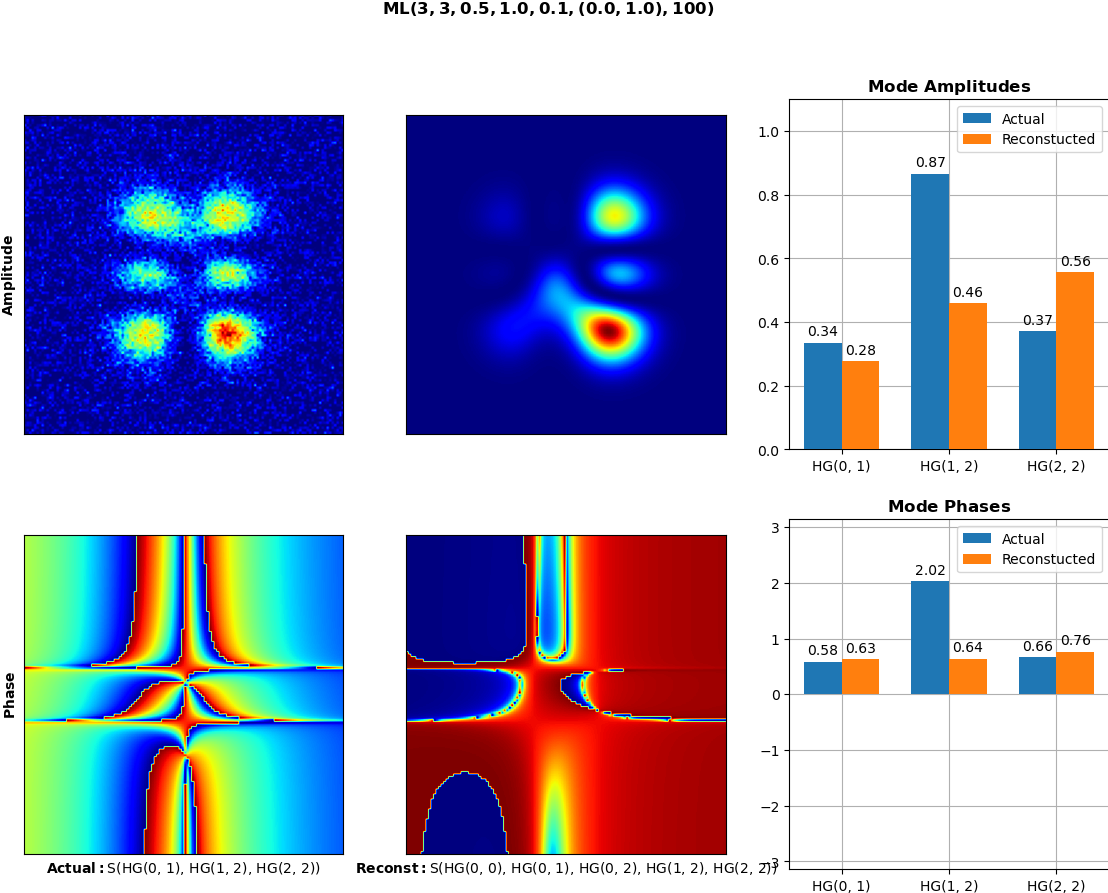 ML(3, 3, 0.5, 1.0, 0.1, (0.0, 1.0), 100)
Amplitude
Mode Amplitudes
Actual
Reconstucted
1.0
0.8
0.6
0.4
0.2
0.0
0.34
0.28
0.87
0.46
0.37
0.56
HG(0, 1)
HG(1, 2)
HG(2, 2)
Phase
Actual: S(HG(0, 1), HG(1, 2), HG(2, 2))
Reconst: S(HG(0, 0), HG(0, 1), HG(0, 2), HG(1, 2), HG(2, 2))
Mode Phases
Actual
Reconstucted
3
2
1
0
−1
−2
−3
0.58
0.63
2.02
0.64
0.66
0.76
HG(0, 1)
HG(1, 2)
HG(2, 2)